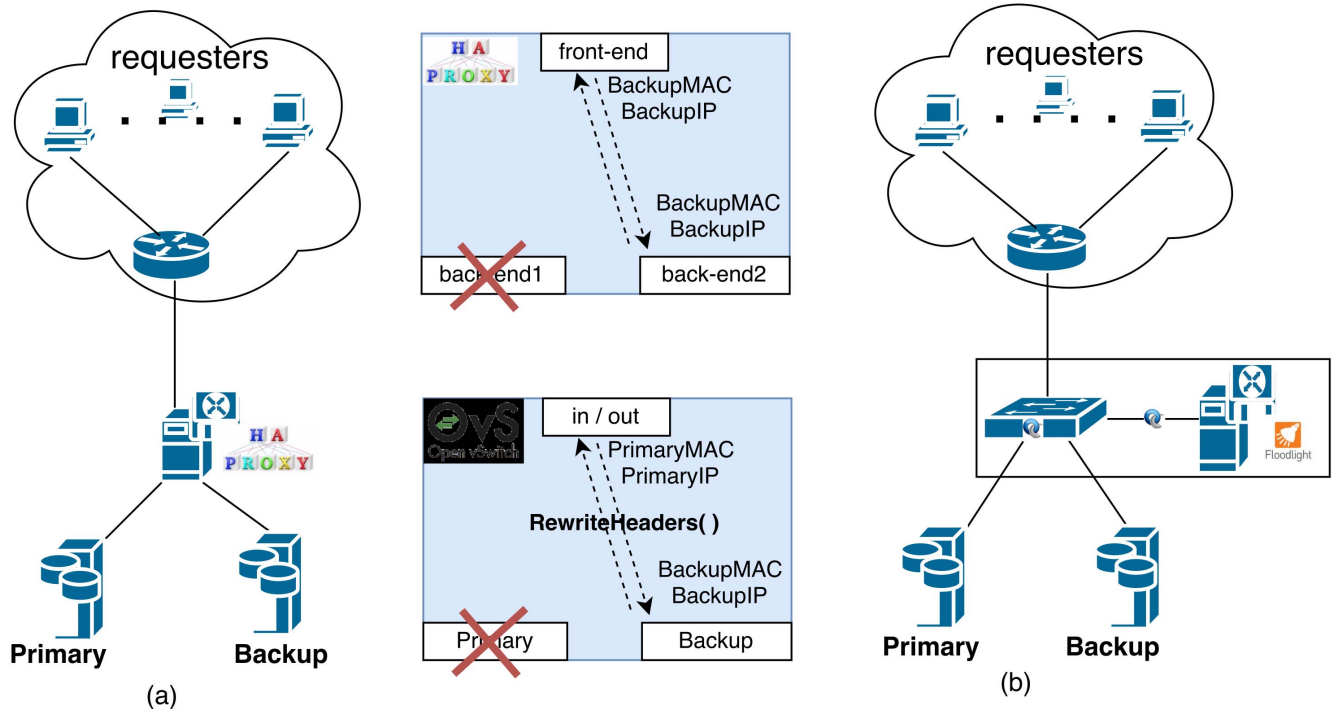 requesters
H A
PROXY
Primary
Backup
(a)
H A
PROXY
front-end
BackupMAC
BackupIP
BackupMAC
BackupIP
back-end1
back-end2
OvS
Open vSwitch
in / out
PrimaryMAC
PrimaryIP
RewriteHeaders( )
BackupMAC
BackupIP
Primary
Backup
requesters
Floodlight
Primary
Backup
(b)